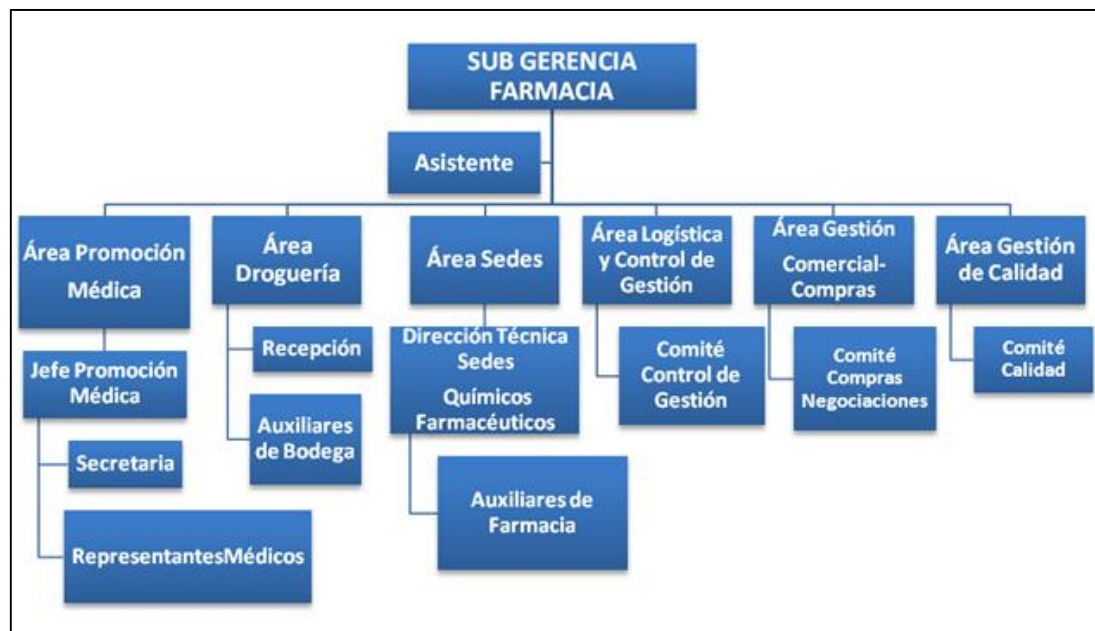 SUB GERENCIA
FARMACIA
Asistente
Área Promoción
Médica
Área
Droguería
Área Sedes
Área Logística
y Control de
Gestión
Área Gestión
Comercial-
Compras
Área Gestión
de Calidad
Jefe Promoción
Médica
Secretaria
RepresentantesMédicos
Recepción
Auxiliares
de Bodega
Dirección Técnica
Sedes
Químicos
Farmacéuticos
Auxiliares de
Farmacia
Comité
Control de
Gestión
Comité
Compras
Negociaciones
Comité
Calidad